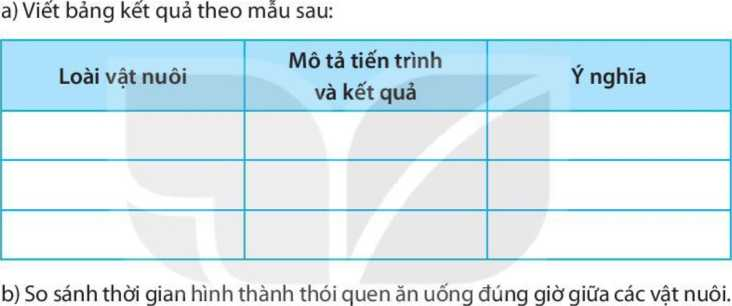 a) Viết bảng kết quả theo mẫu sau:
Loài vật nuôi
Mô tả tiến trình
và kết quả
Ý nghĩa
b) So sánh thời gian hình thành thói quen ăn uống đúng giờ giữa các vật nuôi.